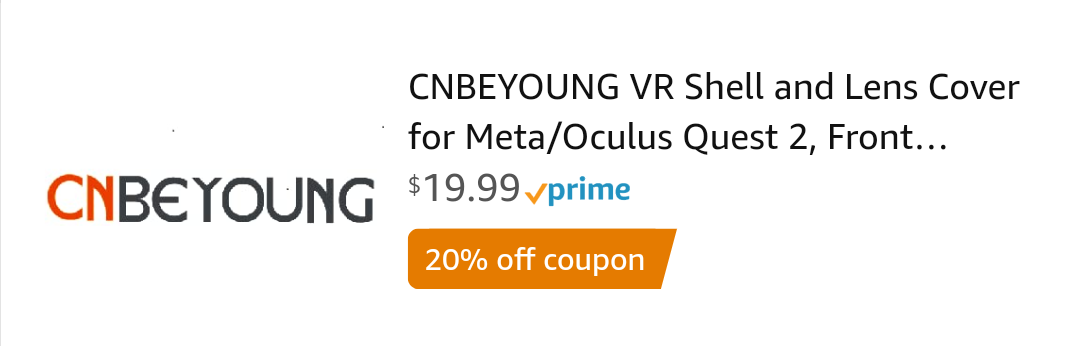 CNBEYOUNG
CNBEYOUNG VR Shell and Lens Cover
for Meta/Oculus Quest 2, Front...
$19.99 prime
20% off coupon